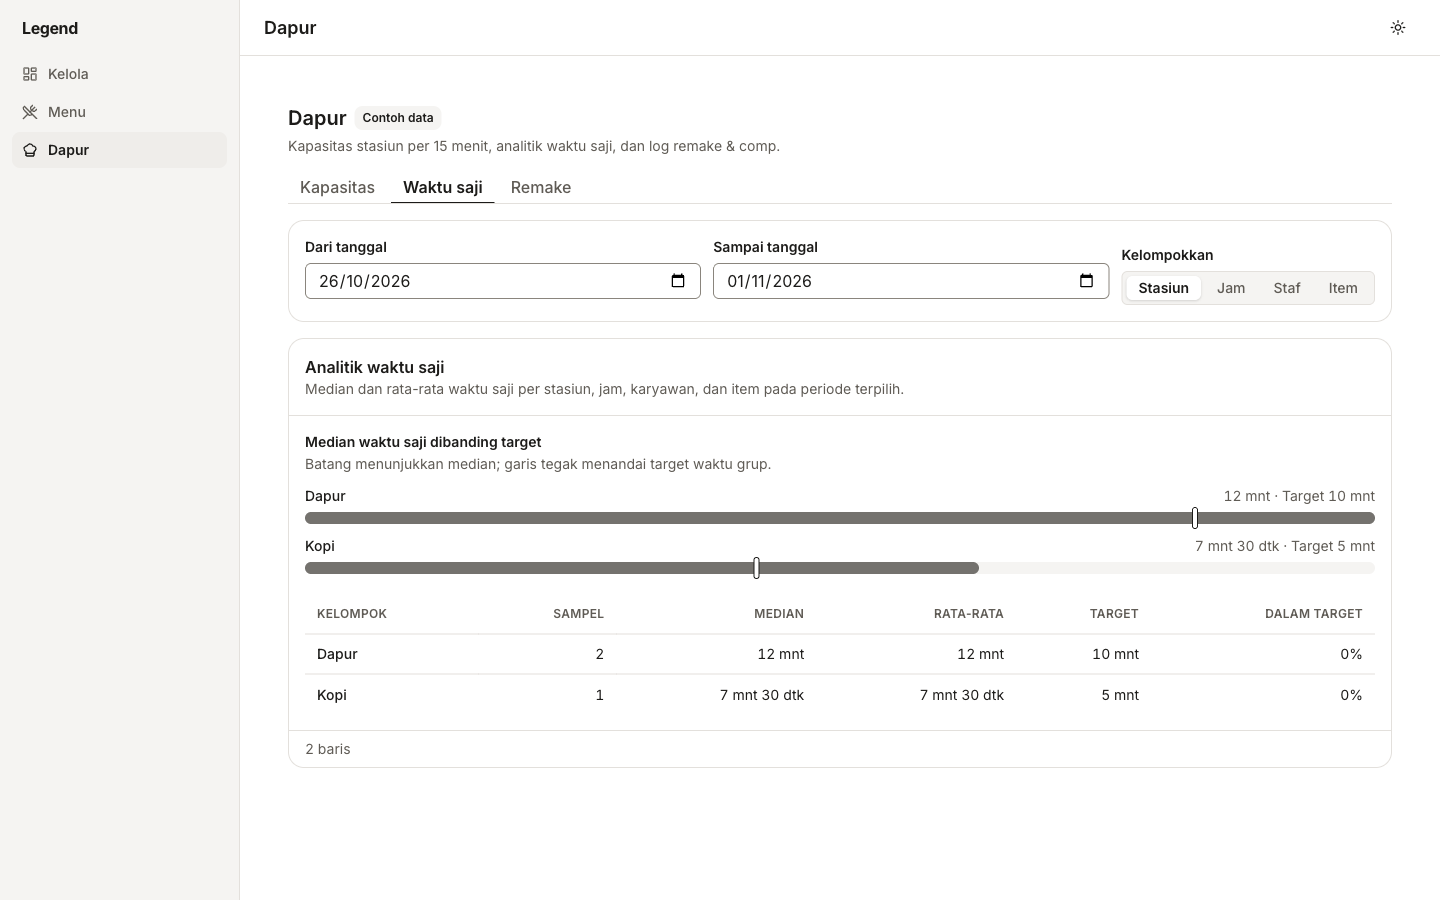 Legend
Dapur
Kelola
Menu
Dapur
Dapur Contoh data
Kapasitas stasiun per 15 menit, analitik waktu saji, dan log remake & comp.
Kapasitas Waktu saji Remake
Dari tanggal Sampai tanggal Kelompokkan
26/10/2026 01/11/2026 Stasiun Jam Staf Item
Analitik waktu saji
Median dan rata-rata waktu saji per stasiun, jam, karyawan, dan item pada periode terpilih.
Median waktu saji dibanding target
Batang menunjukkan median; garis tegak menandai target waktu grup.
Dapur 12 mnt · Target 10 mnt
Kopi 7 mnt 30 dtk · Target 5 mnt
KELOMPOK SAMPEL MEDIAN RATA-RATA TARGET DALAM TARGET
Dapur 2 12 mnt 12 mnt 10 mnt 0%
Kopi 1 7 mnt 30 dtk 7 mnt 30 dtk 5 mnt 0%
2 baris